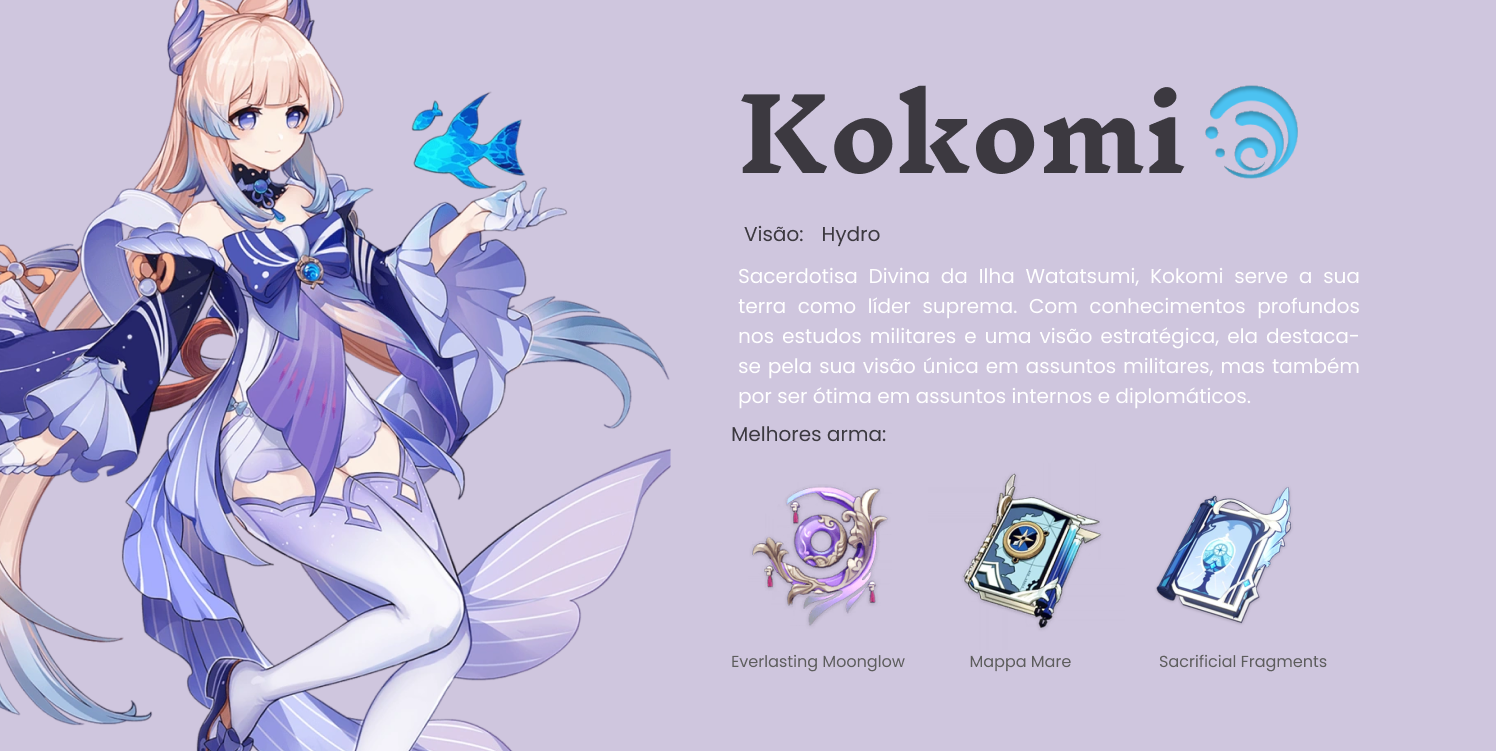 Kokomi
Visão: Hydro
Sacerdotisa Divina da Ilha Watatsumi, Kokomi serve a sua
terra como líder suprema. Com conhecimentos profundos
nos estudos militares e uma visão estratégica, ela destaca-
se pela sua visão única em assuntos militares, mas também
por ser ótima em assuntos internos e diplomáticos.
Melhores arma:
Everlasting Moonglow
Mappa Mare
Sacrificial Fragments